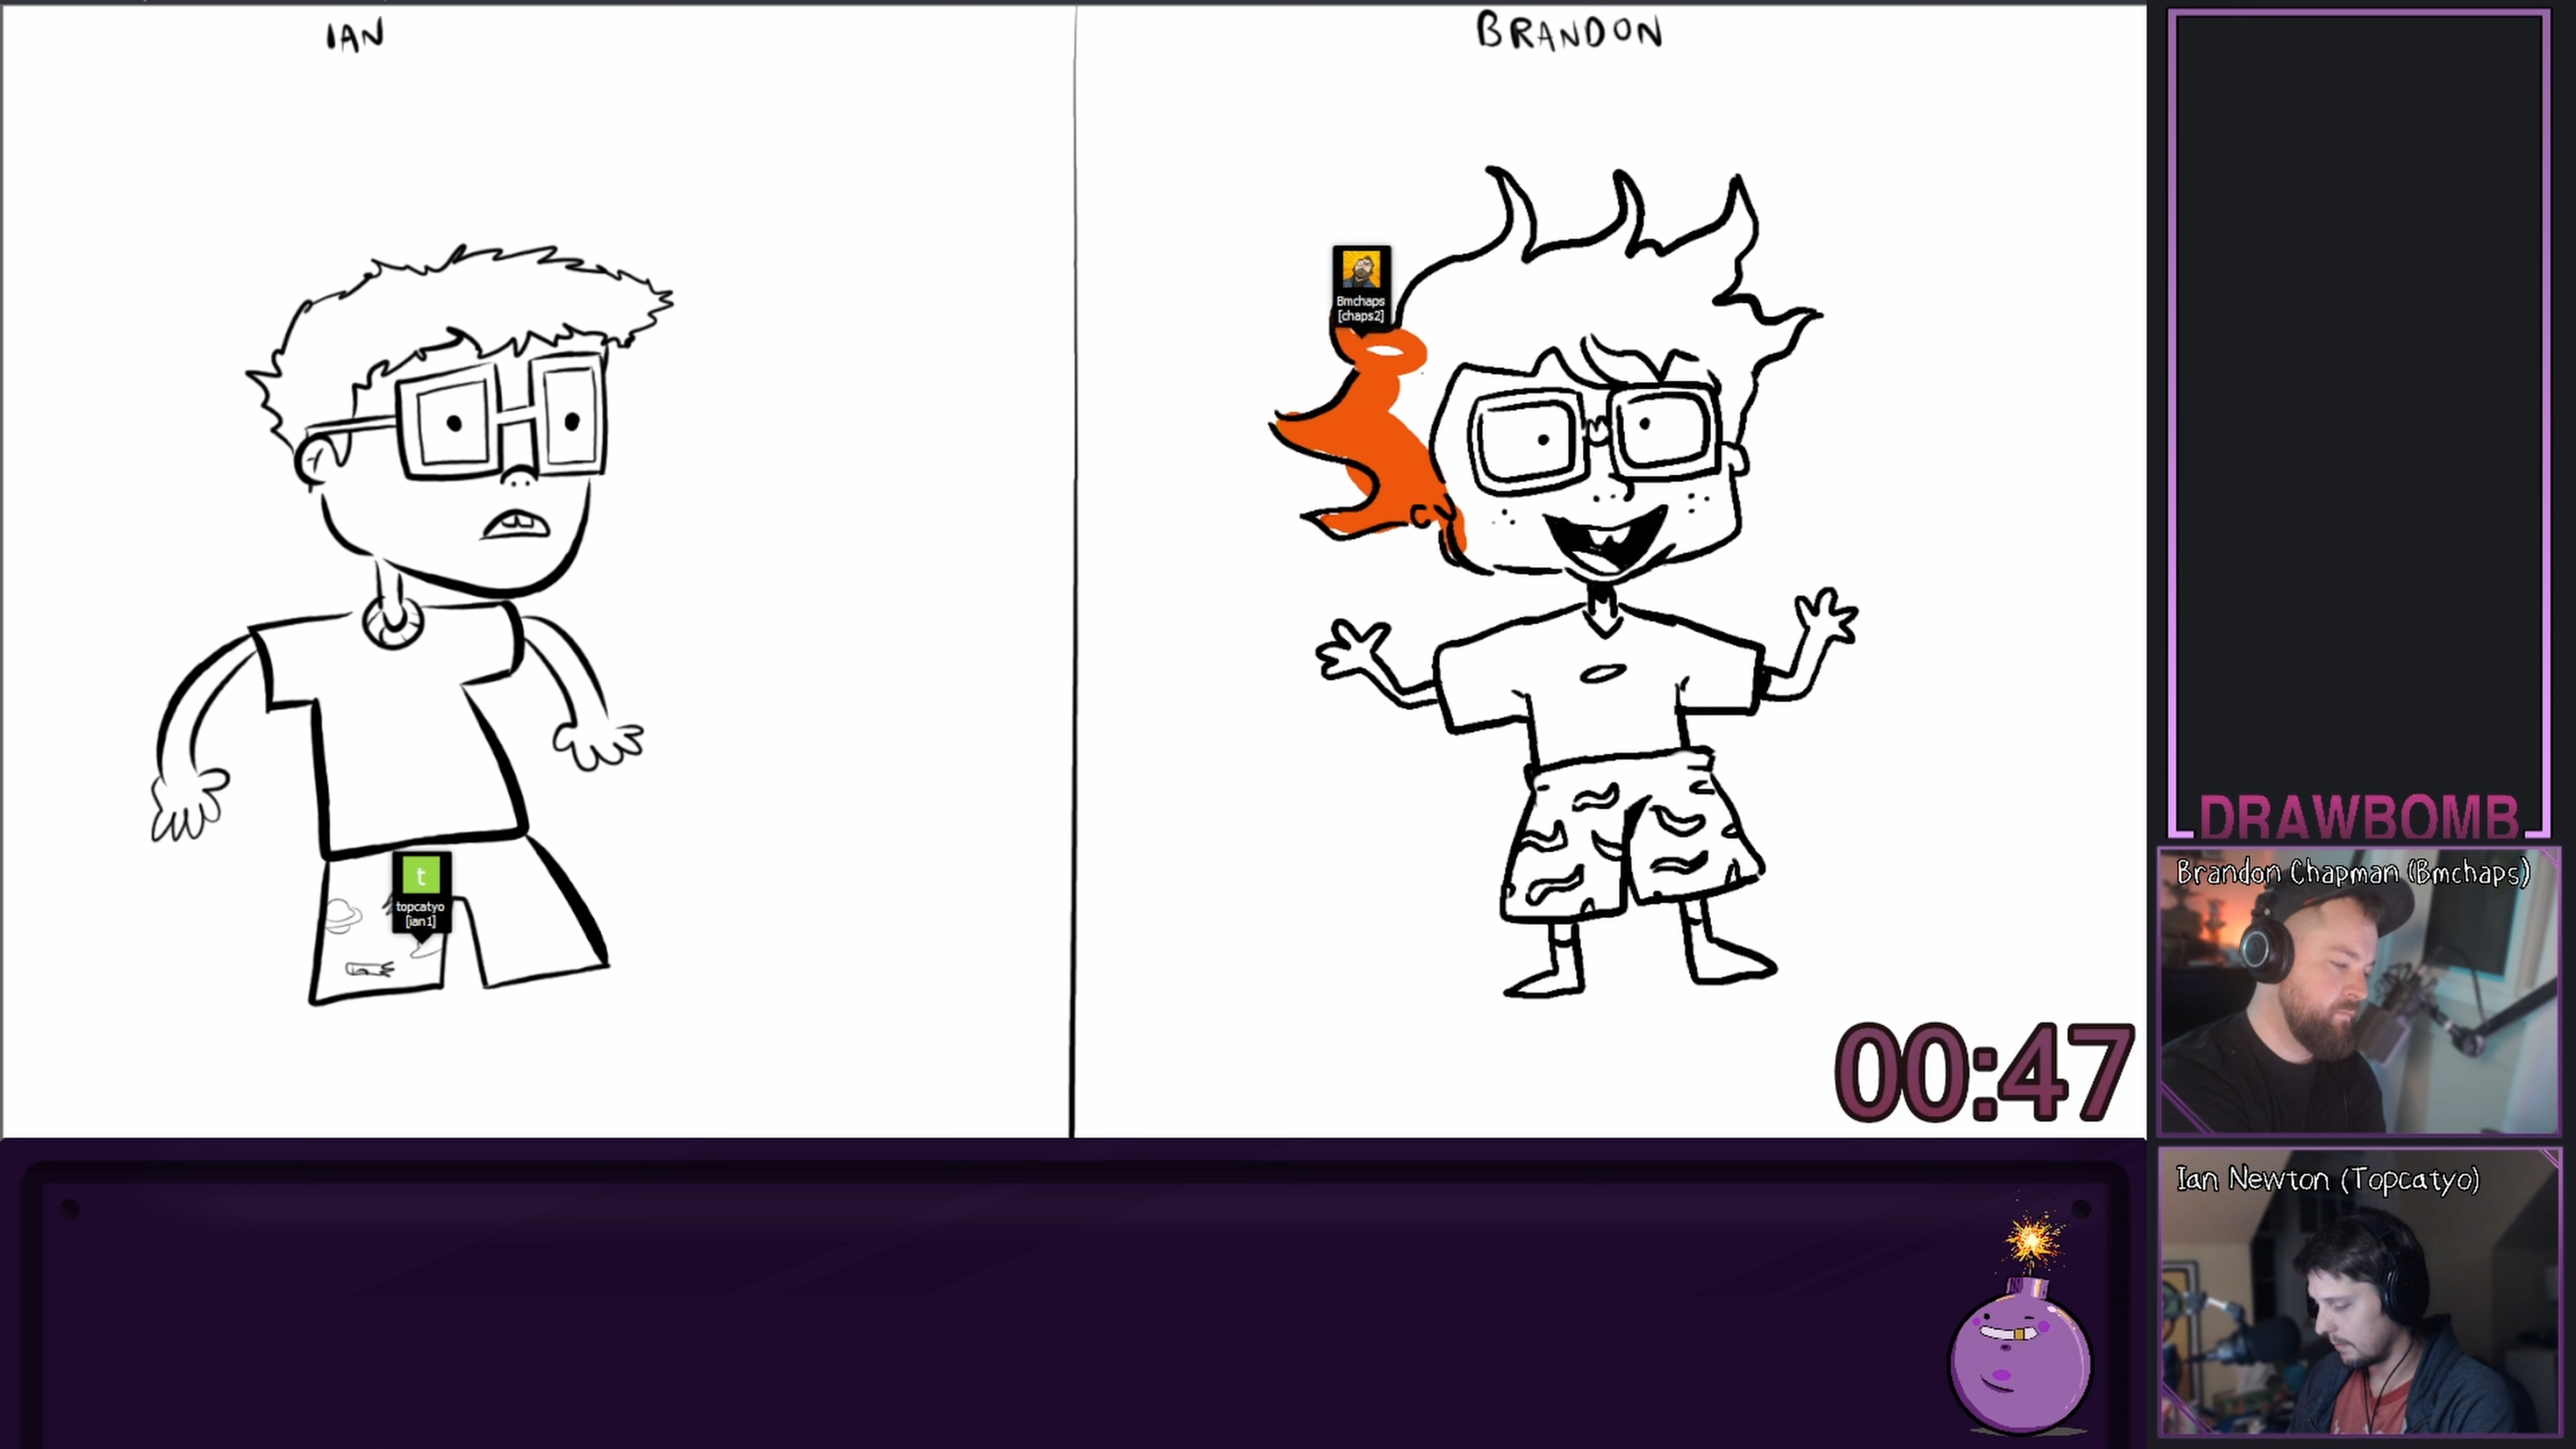 IAN
BRANDON
Bmchaps
[chaps2]
t
topcatyo
[ian1]
00:47
DRAWBOMB
Brandon Chapman (Bmchaps)
Ian Newton (Topcatyo)